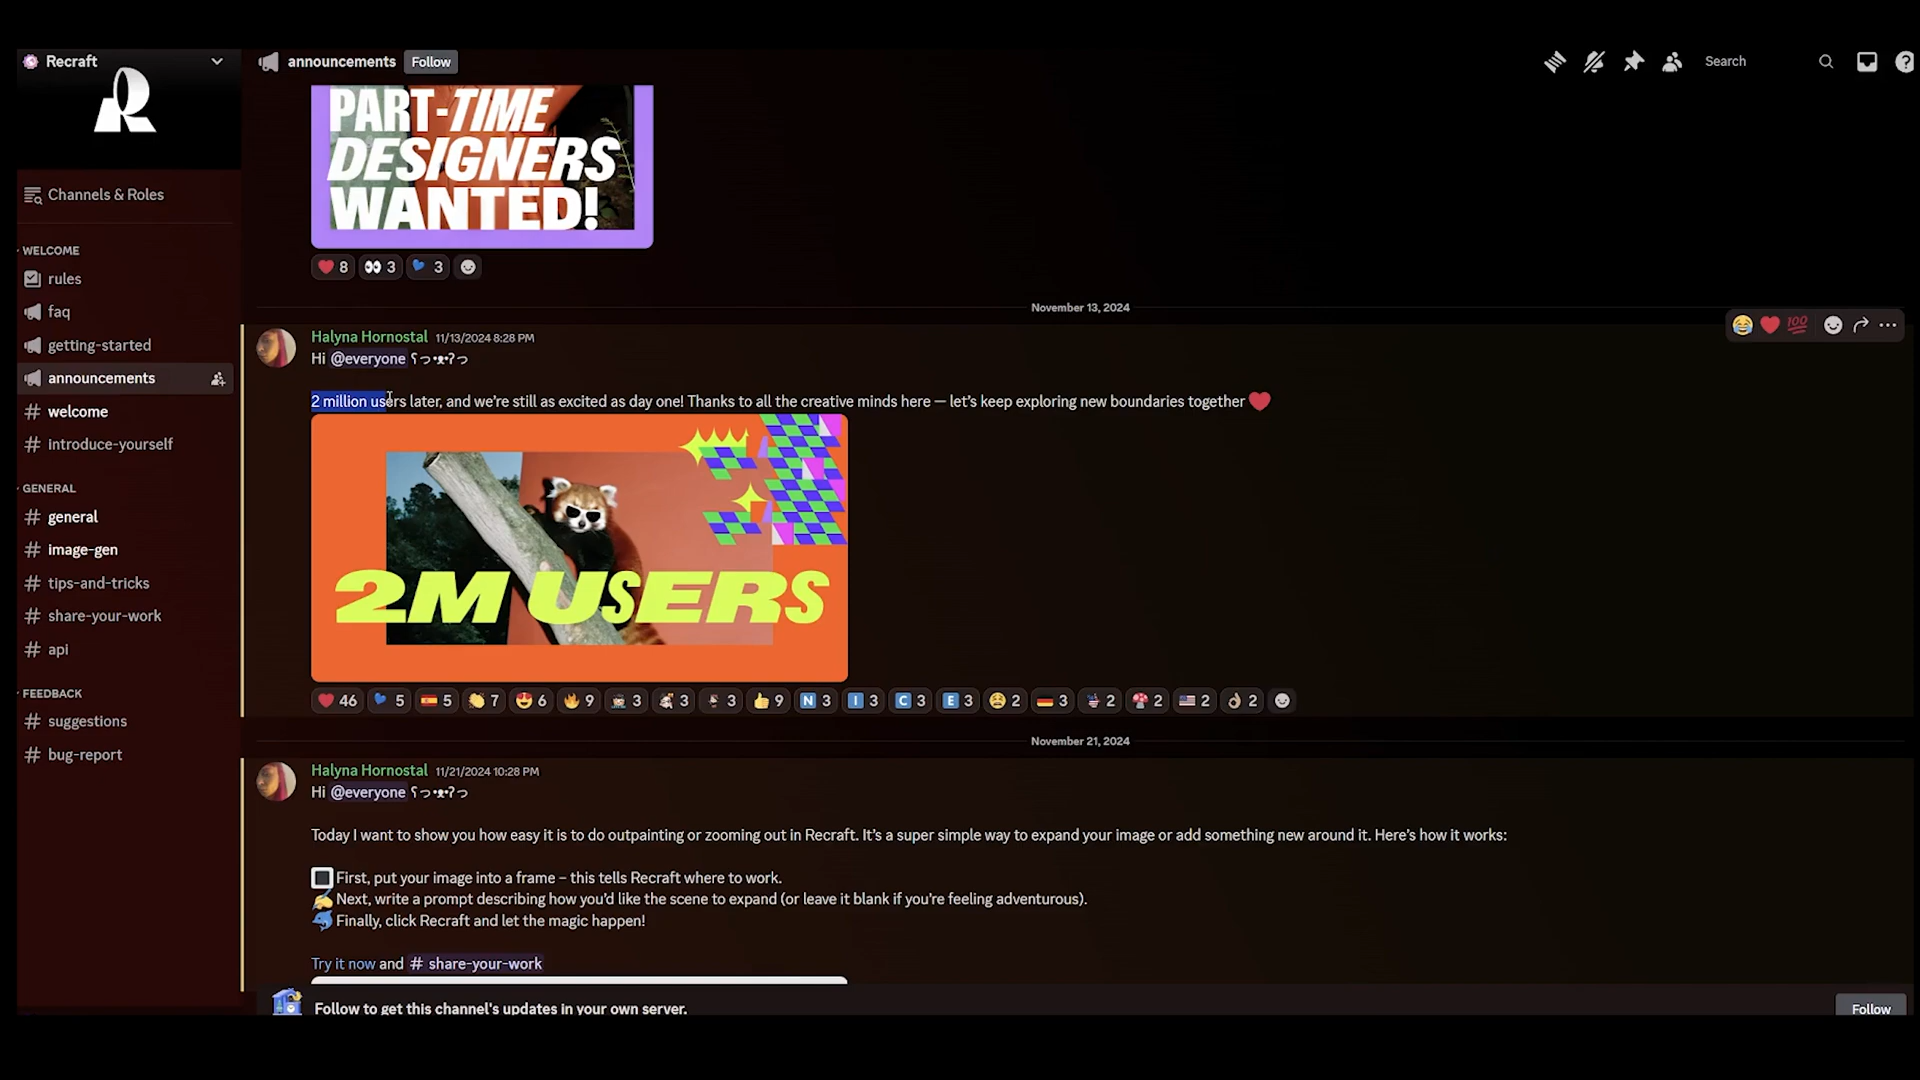 Recraft
announcements
Follow
Search
Channels & Roles
WELCOME
rules
faq
getting-started
announcements
welcome
introduce-yourself
GENERAL
general
image-gen
tips-and-tricks
share-your-work
api
FEEDBACK
suggestions
bug-report
PART-TIME
DESIGNERS
WANTED!
8 3 3
November 13, 2024
Halyna Hornostal 11/13/2024 8:28 PM
Hi @everyone ʕっ•ᴥ•ʔっ
2 million users later, and we're still as excited as day one! Thanks to all the creative minds here — let's keep exploring new boundaries together ❤️
2M USERS
46 5 5 7 6 9 3 3 3 9 N 3 I 3 C 3 E 3 2 3 2 2 2 2
November 21, 2024
Halyna Hornostal 11/21/2024 10:28 PM
Hi @everyone ʕっ•ᴥ•ʔっ
Today I want to show you how easy it is to do outpainting or zooming out in Recraft. It's a super simple way to expand your image or add something new around it. Here's how it works:
First, put your image into a frame – this tells Recraft where to work.
Next, write a prompt describing how you'd like the scene to expand (or leave it blank if you're feeling adventurous).
Finally, click Recraft and let the magic happen!
Try it now and # share-your-work
Follow to get this channel's updates in your own server.
Follow